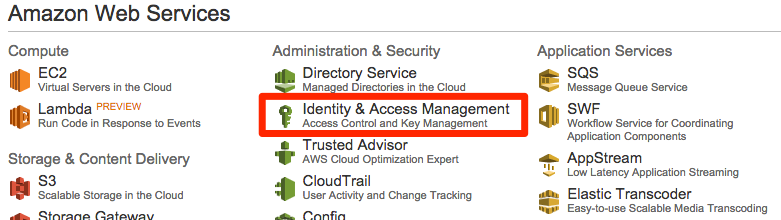 Amazon Web Services
Compute
EC2
Virtual Servers in the Cloud
Lambda PREVIEW
Run Code in Response to Events
Storage & Content Delivery
S3
Scalable Storage in the Cloud
Storage Gateway
Administration & Security
Directory Service
Managed Directories in the Cloud
Identity & Access Management
Access Control and Key Management
Trusted Advisor
AWS Cloud Optimization Expert
CloudTrail
User Activity and Change Tracking
Config
Application Services
SQS
Message Queue Service
SWF
Workflow Service for Coordinating
Application Components
AppStream
Low Latency Application Streaming
Elastic Transcoder
Easy-to-use Scalable Media Transcoding